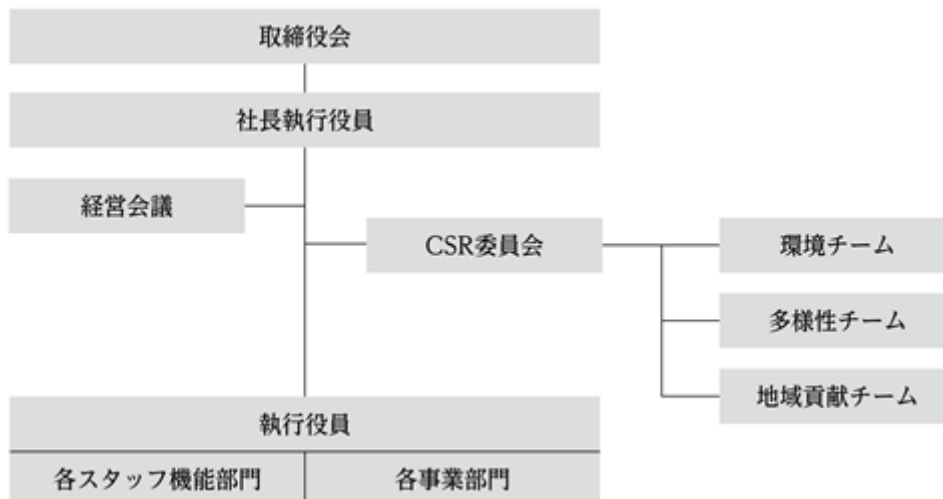 取締役会
社長執行役員
経営会議
CSR委員会
環境チーム
多様性チーム
地域貢献チーム
執行役員
各スタッフ機能部門
各事業部門